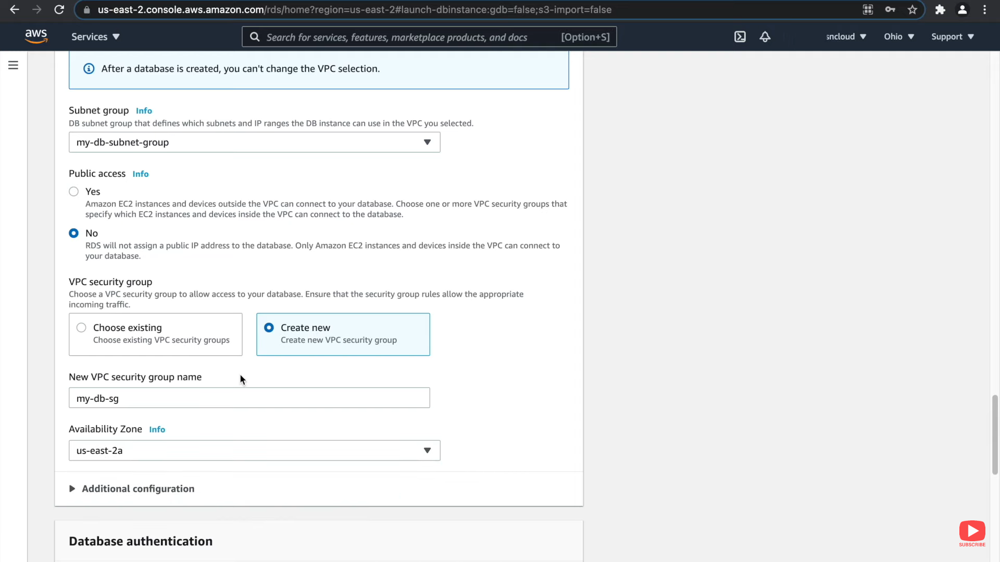 us-east-2.console.aws.amazon.com/rds/home?region=us-east-2#launch-dbinstance:gdb=false;s3-import=false
aws
Services
Search for services, features, marketplace products, and docs
[Option+S]
sncloud
Ohio
Support
After a database is created, you can't change the VPC selection.
Subnet group Info
DB subnet group that defines which subnets and IP ranges the DB instance can use in the VPC you selected.
my-db-subnet-group
Public access Info
Yes
Amazon EC2 instances and devices outside the VPC can connect to your database. Choose one or more VPC security groups that
specify which EC2 instances and devices inside the VPC can connect to the database.
No
RDS will not assign a public IP address to the database. Only Amazon EC2 instances and devices inside the VPC can connect to
your database.
VPC security group
Choose a VPC security group to allow access to your database. Ensure that the security group rules allow the appropriate
incoming traffic.
Choose existing
Choose existing VPC security groups
Create new
Create new VPC security group
New VPC security group name
my-db-sg
Availability Zone Info
us-east-2a
Additional configuration
Database authentication
SUBSCRIBE